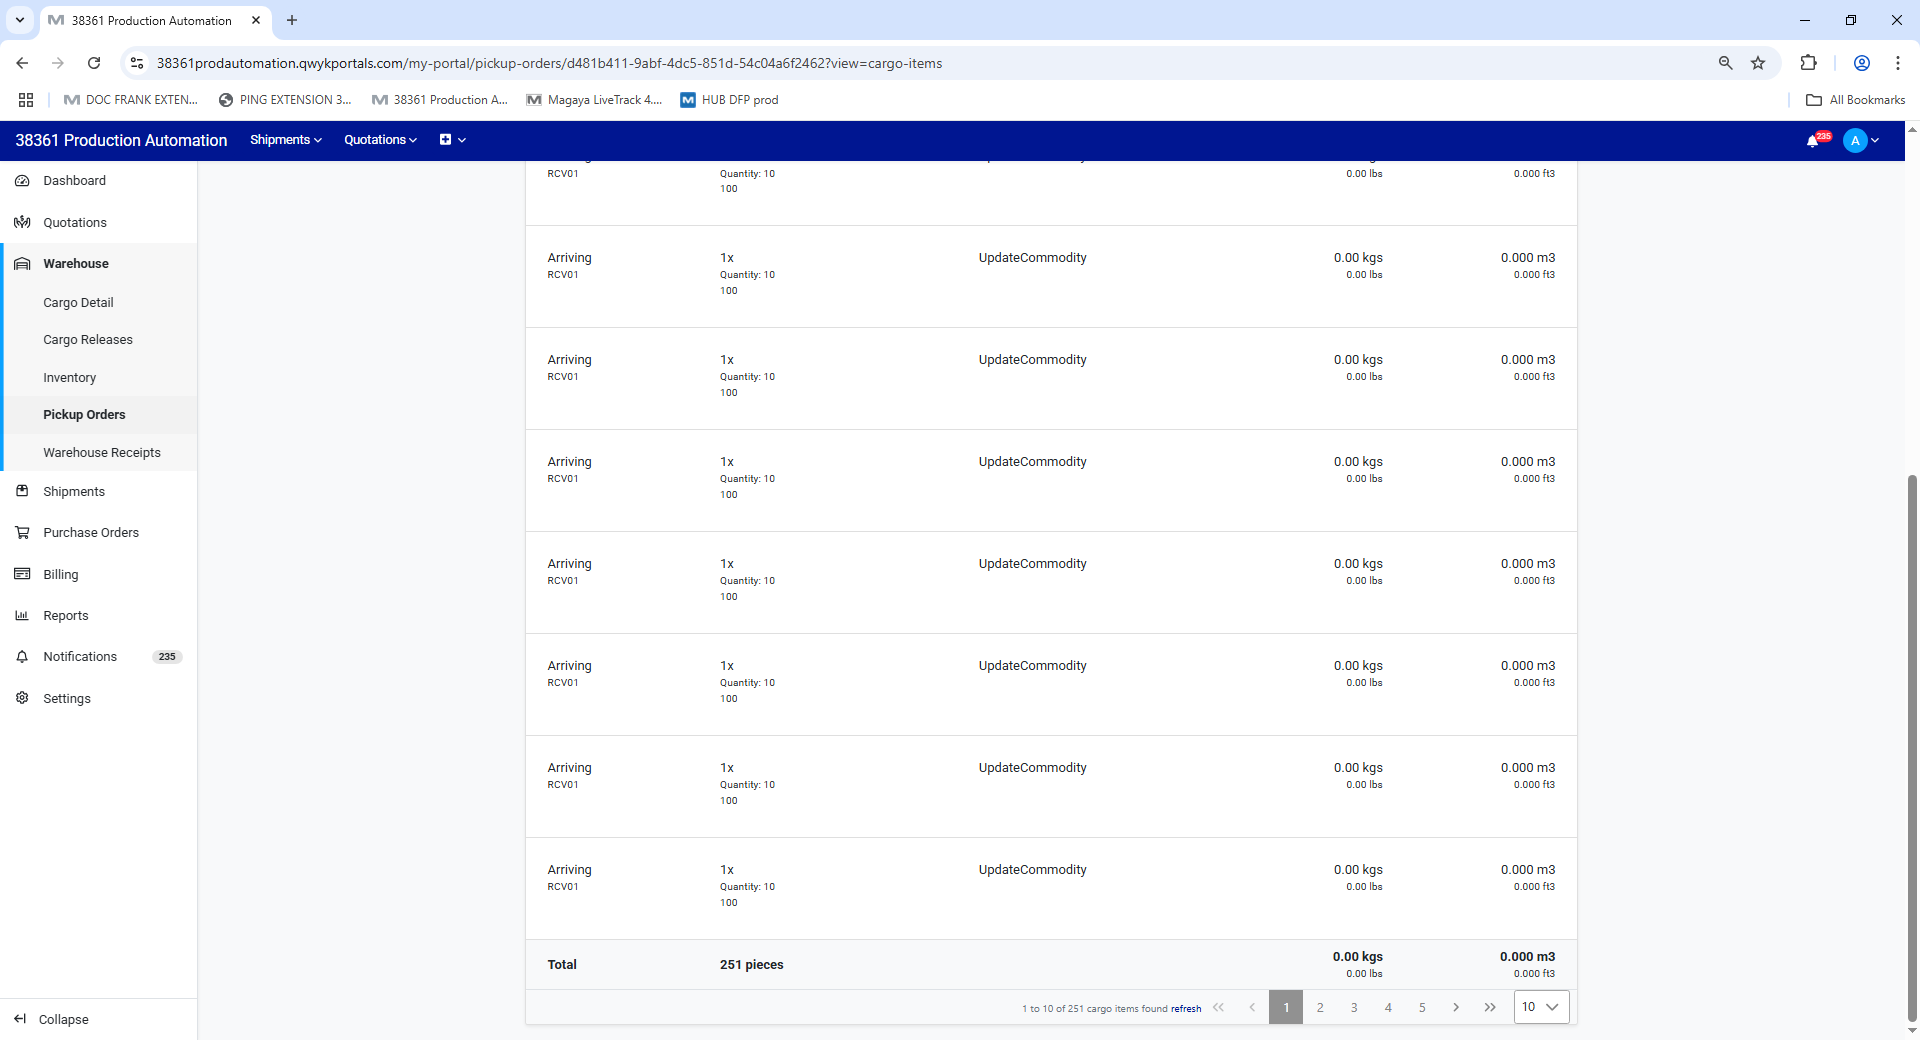 38361 Production Automation
38361prodautomation.qwykportals.com/my-portal/pickup-orders/d481b411-9abf-4dc5-851d-54c04a6f2462?view=cargo-items
DOC FRANK EXTEN...
PING EXTENSION 3...
38361 Production A...
Magaya LiveTrack 4....
HUB DFP prod
All Bookmarks
38361 Production Automation
Shipments
Quotations
235
A
Dashboard
Quotations
Warehouse
Cargo Detail
Cargo Releases
Inventory
Pickup Orders
Warehouse Receipts
Shipments
Purchase Orders
Billing
Reports
Notifications 235
Settings
Collapse
RCV01 Quantity: 10 0.00 lbs 0.000 ft3
100
Arriving 1x UpdateCommodity 0.00 kgs 0.000 m3
RCV01 Quantity: 10 0.00 lbs 0.000 ft3
100
Arriving 1x UpdateCommodity 0.00 kgs 0.000 m3
RCV01 Quantity: 10 0.00 lbs 0.000 ft3
100
Arriving 1x UpdateCommodity 0.00 kgs 0.000 m3
RCV01 Quantity: 10 0.00 lbs 0.000 ft3
100
Arriving 1x UpdateCommodity 0.00 kgs 0.000 m3
RCV01 Quantity: 10 0.00 lbs 0.000 ft3
100
Arriving 1x UpdateCommodity 0.00 kgs 0.000 m3
RCV01 Quantity: 10 0.00 lbs 0.000 ft3
100
Arriving 1x UpdateCommodity 0.00 kgs 0.000 m3
RCV01 Quantity: 10 0.00 lbs 0.000 ft3
100
Arriving 1x UpdateCommodity 0.00 kgs 0.000 m3
RCV01 Quantity: 10 0.00 lbs 0.000 ft3
100
Total 251 pieces 0.00 kgs 0.000 m3
0.00 lbs 0.000 ft3
1 to 10 of 251 cargo items found refresh 1 2 3 4 5 10